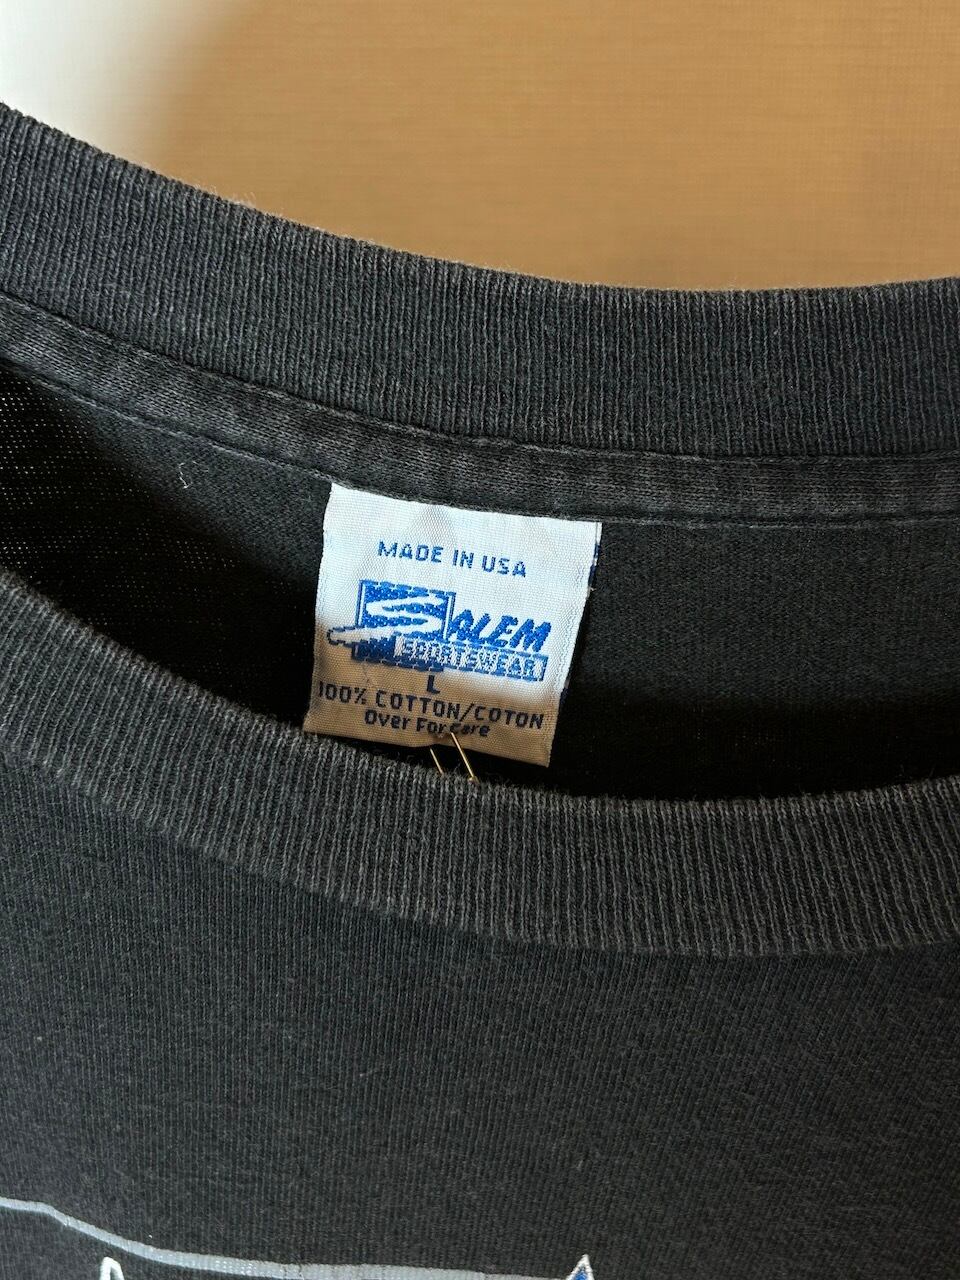 MADE IN USA
SALEM
SPORTSWEAR
L
100% COTTON/COTON
Over For Care